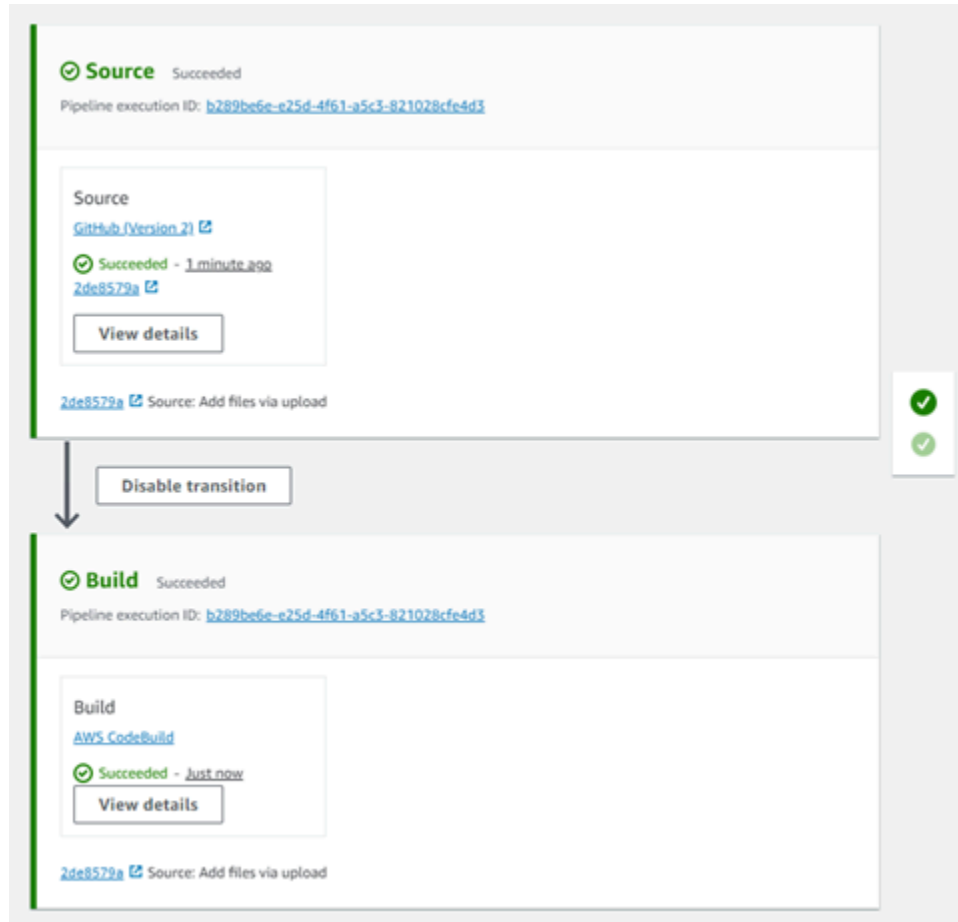 Source Succeeded
Pipeline execution ID: b289be6e-e25d-4f61-a5c3-821028cfe4d3
Source
GitHub (Version 2)
Succeeded - 1 minute ago
2de8579a
View details
2de8579a Source: Add files via upload
Disable transition
Build Succeeded
Pipeline execution ID: b289be6e-e25d-4f61-a5c3-821028cfe4d3
Build
AWS CodeBuild
Succeeded - Just now
View details
2de8579a Source: Add files via upload